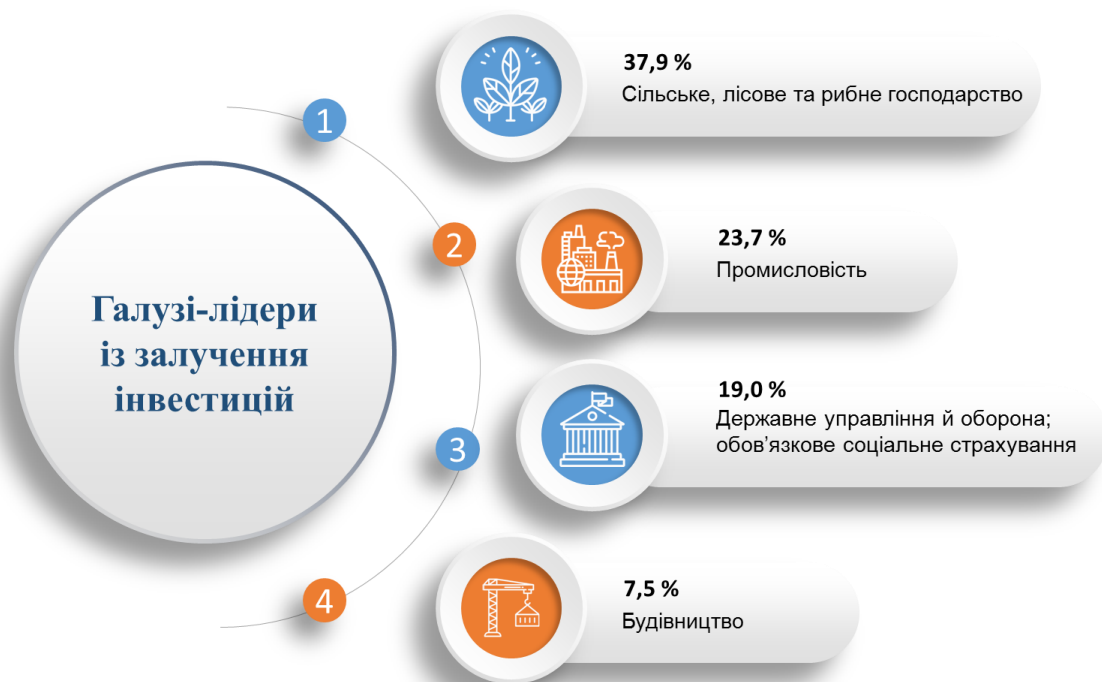 Галузі-лідери
із залучення
інвестицій
1
37,9 %
Сільське, лісове та рибне господарство
2
23,7 %
Промисловість
3
19,0 %
Державне управління й оборона;
обов’язкове соціальне страхування
4
7,5 %
Будівництво